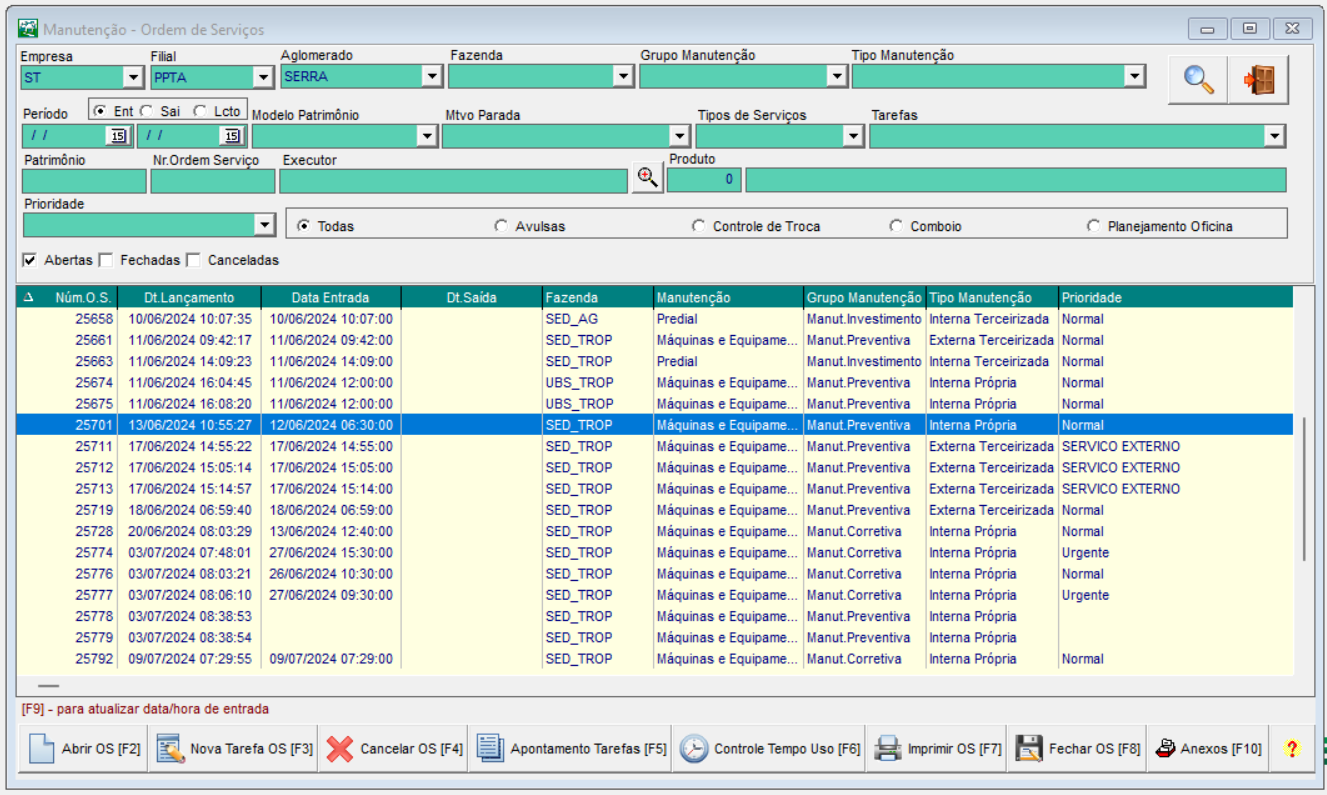 Manutenção - Ordem de Serviços
Empresa Filial Aglomerado Fazenda Grupo Manutenção Tipo Manutenção
ST PPTA SERRA
Período Ent Sai Lcto Modelo Patrimônio Mtvo Parada Tipos de Serviços Tarefas
/ / 15 / / 15
Patrimônio Nr.Ordem Serviço Executor Produto
0
Prioridade
Todas Avulsas Controle de Troca Comboio Planejamento Oficina
Abertas Fechadas Canceladas
Núm.O.S. Dt.Lançamento Data Entrada Dt.Saída Fazenda Manutenção Grupo Manutenção Tipo Manutenção Prioridade
25658 10/06/2024 10:07:35 10/06/2024 10:07:00 SED_AG Predial Manut.Investimento Interna Terceirizada Normal
25661 11/06/2024 09:42:17 11/06/2024 09:42:00 SED_TROP Máquinas e Equipame... Manut.Preventiva Externa Terceirizada Normal
25663 11/06/2024 14:09:23 11/06/2024 14:09:00 SED_TROP Predial Manut.Investimento Interna Terceirizada Normal
25674 11/06/2024 16:04:45 11/06/2024 12:00:00 UBS_TROP Máquinas e Equipame... Manut.Preventiva Interna Própria Normal
25675 11/06/2024 16:08:20 11/06/2024 12:00:00 UBS_TROP Máquinas e Equipame... Manut.Preventiva Interna Própria Normal
25701 13/06/2024 10:55:27 12/06/2024 06:30:00 SED_TROP Máquinas e Equipame... Manut.Preventiva Interna Própria Normal
25711 17/06/2024 14:55:22 17/06/2024 14:55:00 SED_TROP Máquinas e Equipame... Manut.Preventiva Externa Terceirizada SERVICO EXTERNO
25712 17/06/2024 15:05:14 17/06/2024 15:05:00 SED_TROP Máquinas e Equipame... Manut.Preventiva Externa Terceirizada SERVICO EXTERNO
25713 17/06/2024 15:14:57 17/06/2024 15:14:00 SED_TROP Máquinas e Equipame... Manut.Preventiva Externa Terceirizada SERVICO EXTERNO
25719 18/06/2024 06:59:40 18/06/2024 06:59:00 SED_TROP Máquinas e Equipame... Manut.Preventiva Externa Terceirizada Normal
25728 20/06/2024 08:03:29 13/06/2024 12:40:00 SED_TROP Máquinas e Equipame... Manut.Corretiva Interna Própria Normal
25774 03/07/2024 07:48:01 27/06/2024 15:30:00 SED_TROP Máquinas e Equipame... Manut.Corretiva Interna Própria Urgente
25776 03/07/2024 08:03:21 26/06/2024 10:30:00 SED_TROP Máquinas e Equipame... Manut.Corretiva Interna Própria Normal
25777 03/07/2024 08:06:10 27/06/2024 09:30:00 SED_TROP Máquinas e Equipame... Manut.Corretiva Interna Própria Urgente
25778 03/07/2024 08:38:53 SED_TROP Máquinas e Equipame... Manut.Preventiva Interna Própria
25779 03/07/2024 08:38:54 SED_TROP Máquinas e Equipame... Manut.Preventiva Interna Própria
25792 09/07/2024 07:29:55 09/07/2024 07:29:00 SED_TROP Máquinas e Equipame... Manut.Corretiva Interna Própria Normal
[F9] - para atualizar data/hora de entrada
Abrir OS [F2] Nova Tarefa OS [F3] Cancelar OS [F4] Apontamento Tarefas [F5] Controle Tempo Uso [F6] Imprimir OS [F7] Fechar OS [F8] Anexos [F10] ?